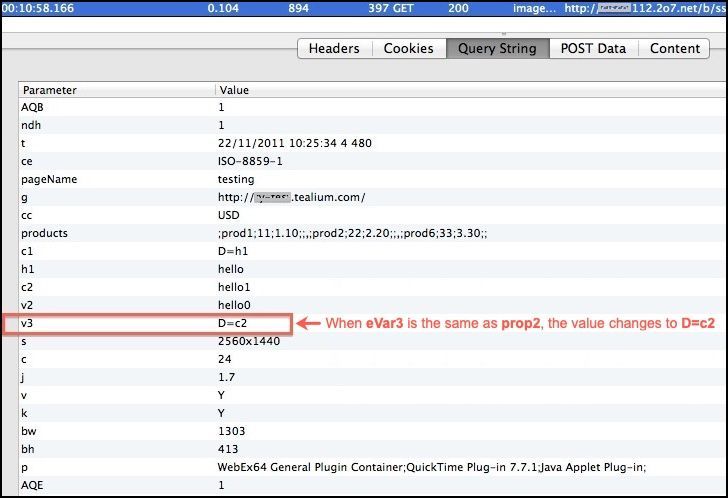 00:10:58.166 0.104 894 397 GET 200 image... http:// 112.2o7.net/b/ss
Headers Cookies Query String POST Data Content
Parameter Value
AQB 1
ndh 1
t 22/11/2011 10:25:34 4 480
ce ISO-8859-1
pageName testing
g http:// .tealium.com/
cc USD
products ;prod1;11;1.10;;,;prod2;22;2.20;;,;prod6;33;3.30;;
c1 D=h1
h1 hello
c2 hello1
v2 hello0
v3 D=c2 When eVar3 is the same as prop2, the value changes to D=c2
s 2560x1440
c 24
j 1.7
v Y
k Y
bw 1303
bh 413
p WebEx64 General Plugin Container;QuickTime Plug-in 7.7.1;Java Applet Plug-in;
AQE 1